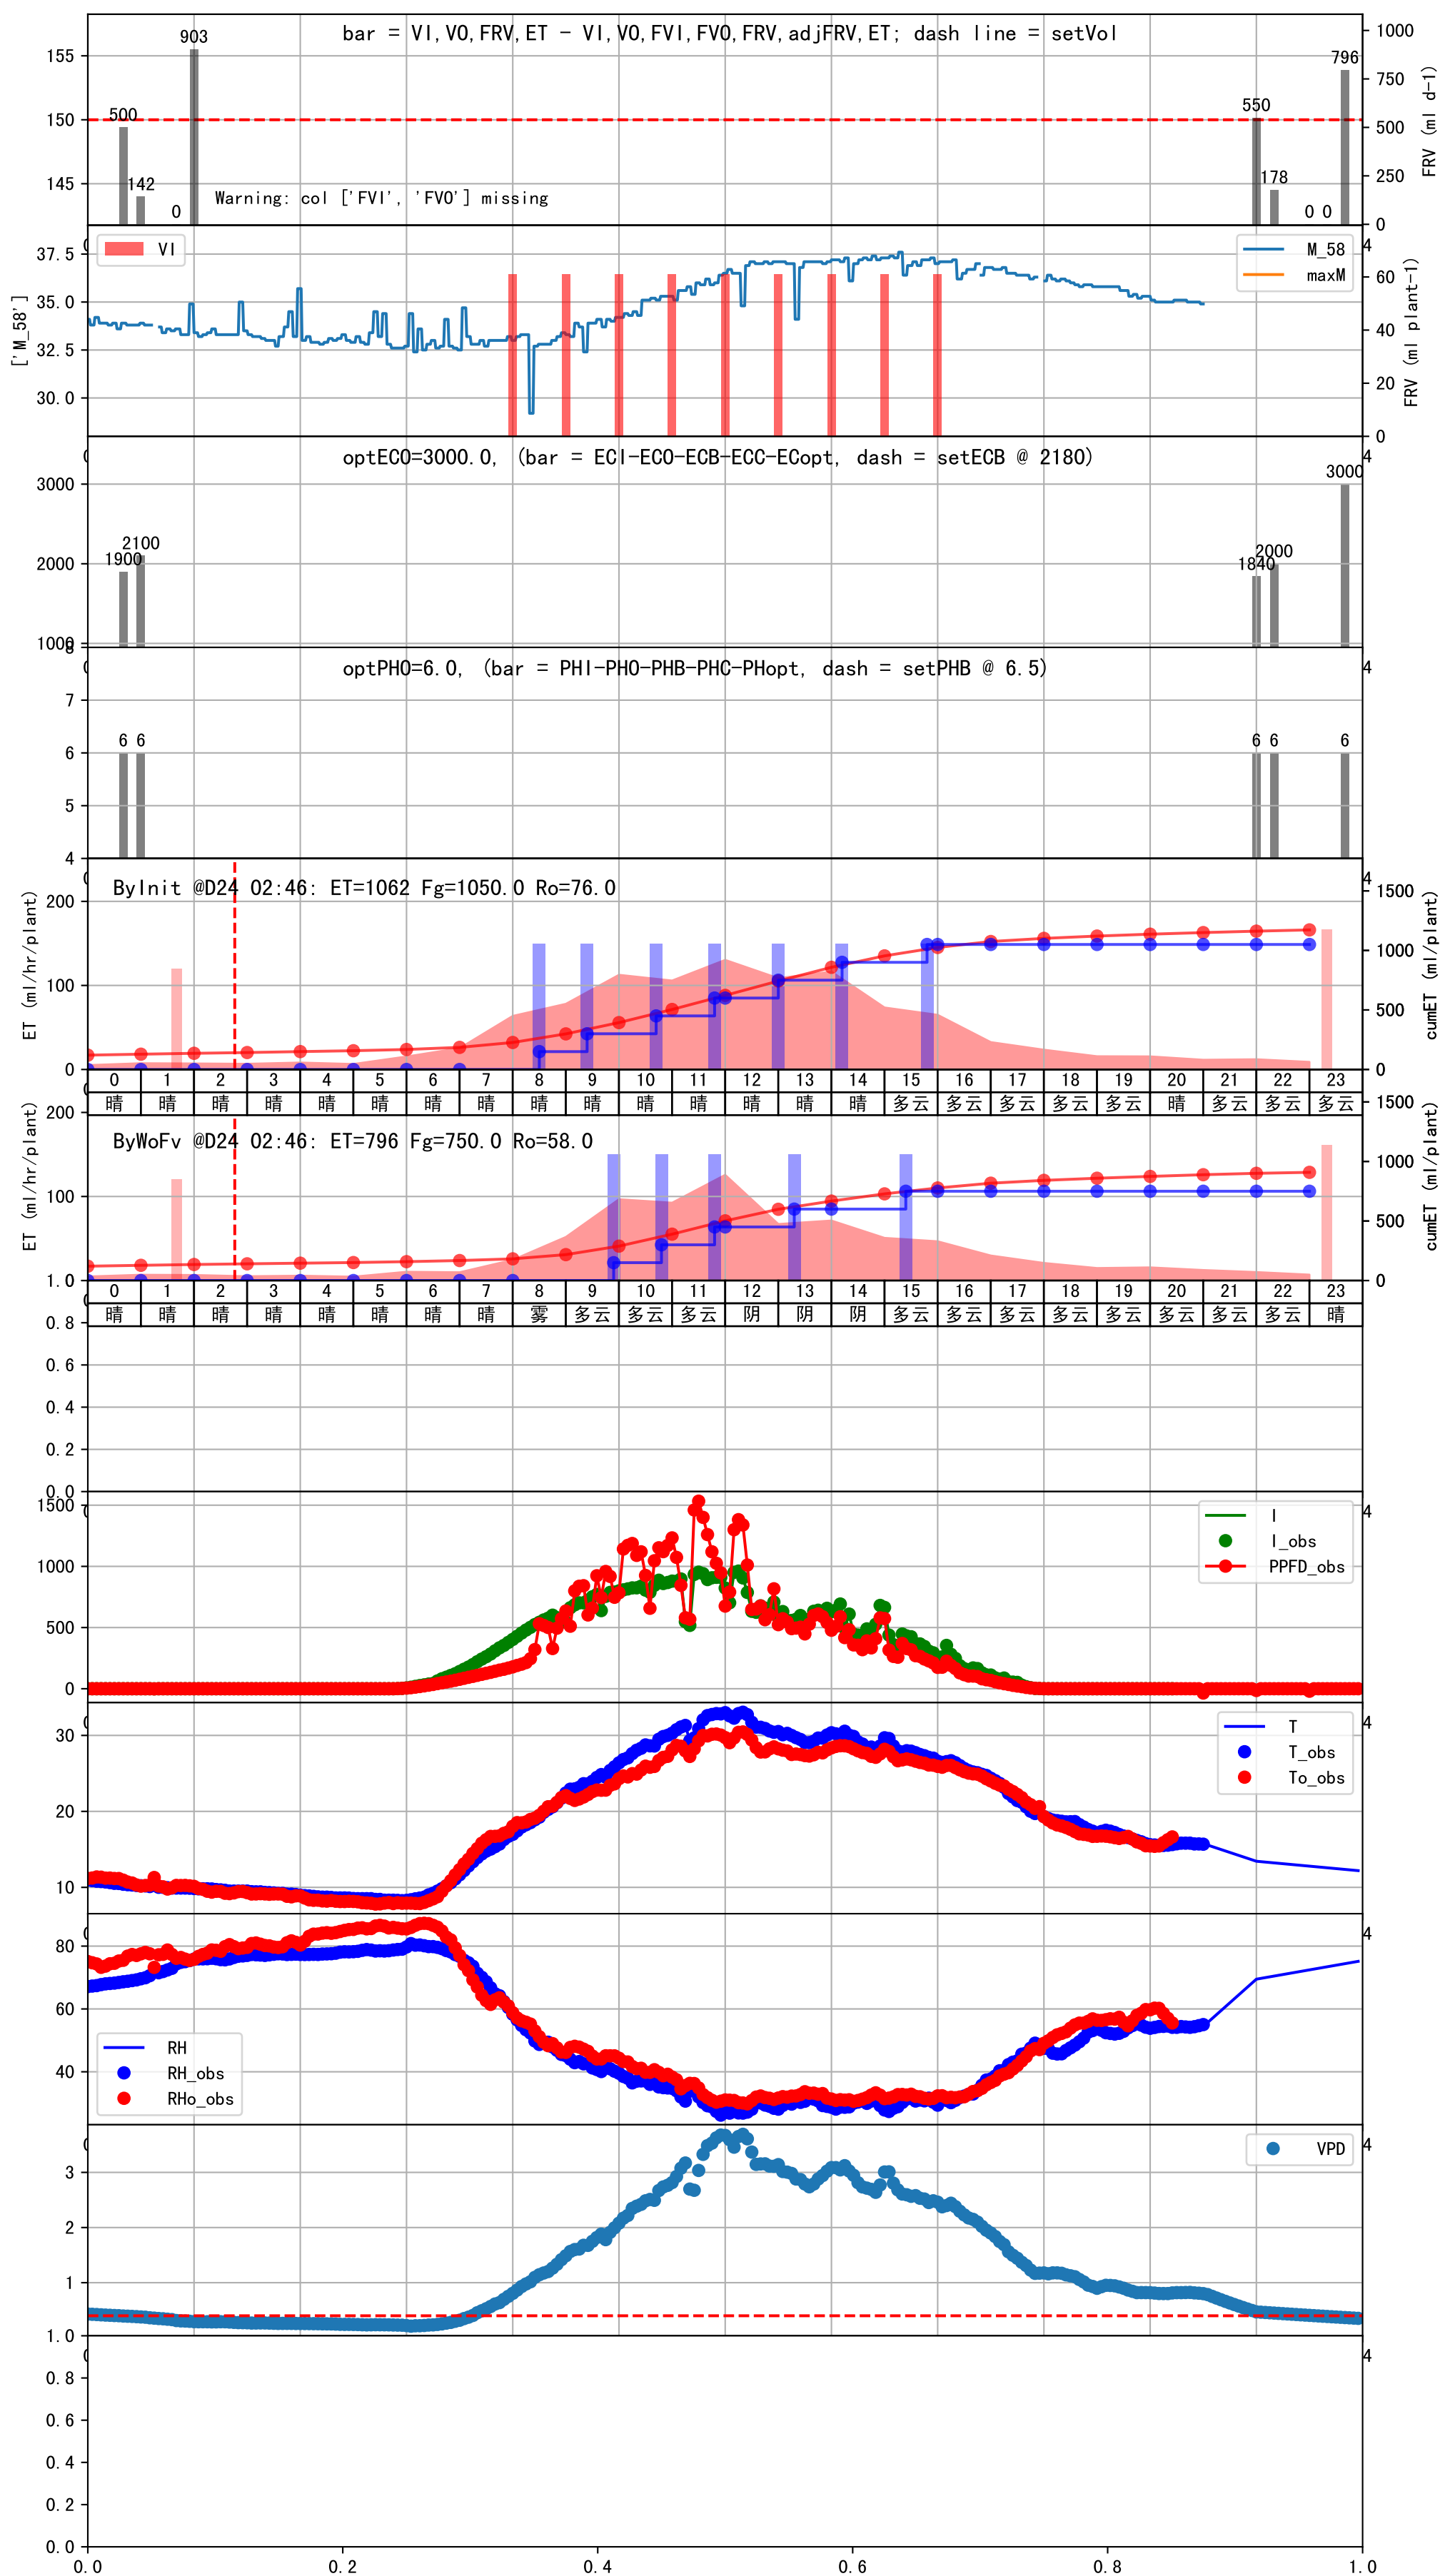 bar = VI,VO,FRV,ET - VI,VO,FVI,FVO,FRV,adjFRV,ET; dash line = setVol
903
500
142
0
550
178
0 0
796
Warning: col ['FVI', 'FVO'] missing
155
150
145
1000
750
500
250
0
FRV (ml d-1)
VI
M_58
maxM
['M_58']
37.5
35.0
32.5
30.0
60
40
20
0
FRV (ml plant-1)
optECO=3000.0, (bar = ECI-ECO-ECB-ECC-ECopt, dash = setECB @ 2180)
3000
2000
1000
1900
2100
1840
2000
3000
optPHO=6.0, (bar = PHI-PHO-PHB-PHC-PHopt, dash = setPHB @ 6.5)
8
7
6
5
4
6 6
6 6
6
ByInit @D24 02:46: ET=1062 Fg=1050.0 Ro=76.0
ET (ml/hr/plant)
200
100
0
1500
1000
500
0
cumET (ml/plant)
0 1 2 3 4 5 6 7 8 9 10 11 12 13 14 15 16 17 18 19 20 21 22 23
晴 晴 晴 晴 晴 晴 晴 晴 晴 晴 晴 晴 晴 晴 晴 多云 多云 多云 多云 多云 晴 多云 多云 多云
ByWoFv @D24 02:46: ET=796 Fg=750.0 Ro=58.0
ET (ml/hr/plant)
200
100
1500
1000
500
0
cumET (ml/plant)
0 1 2 3 4 5 6 7 8 9 10 11 12 13 14 15 16 17 18 19 20 21 22 23
晴 晴 晴 晴 晴 晴 晴 晴 雾 多云 多云 多云 阴 阴 阴 多云 多云 多云 多云 多云 多云 多云 多云 晴
1.0
0.8
0.6
0.4
0.2
0.0
I
I_obs
PPFD_obs
1500
1000
500
0
T
T_obs
To_obs
30
20
10
RH
RH_obs
RHo_obs
80
60
40
VPD
3
2
1
1.0
0.8
0.6
0.4
0.2
0.0
0.0 0.2 0.4 0.6 0.8 1.0